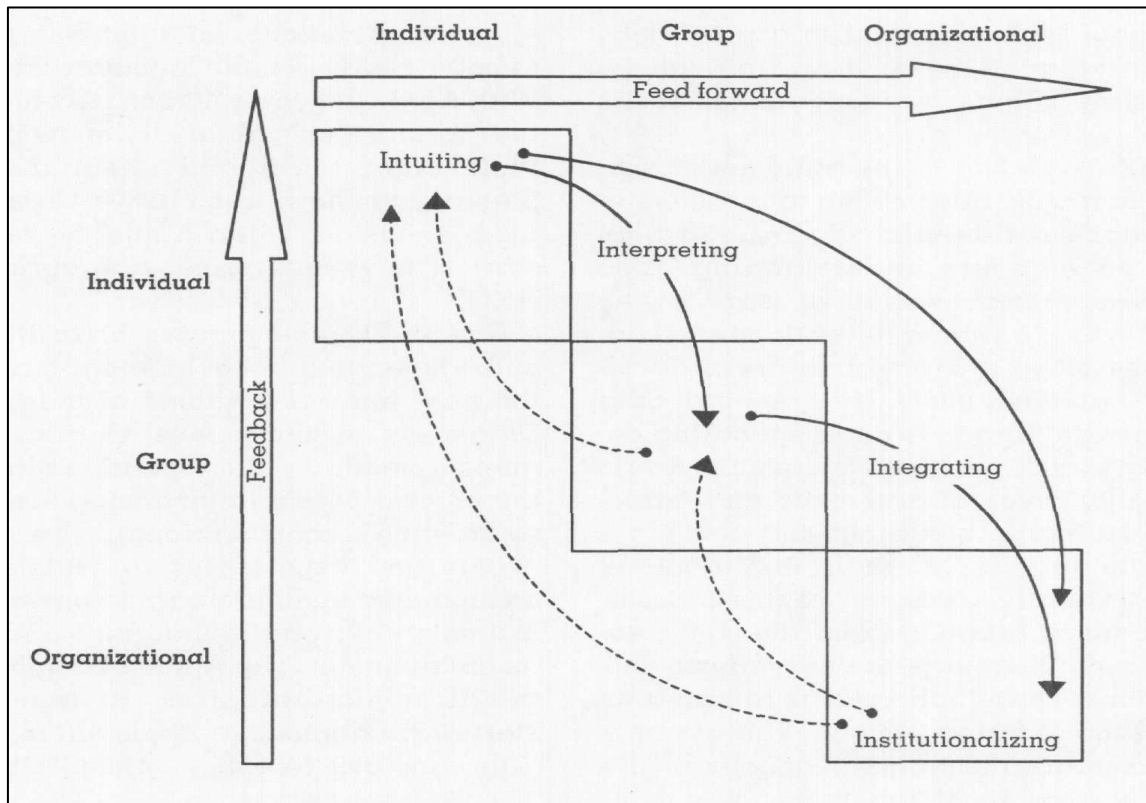 Individual
Group
Organizational
Feed forward
Intuiting
Interpreting
Individual
Feedback
Group
Integrating
Organizational
Institutionalizing